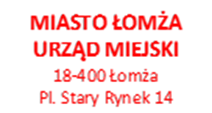 MIASTO ŁOMŻA
URZĄD MIEJSKI
18-400 Łomża
Pl. Stary Rynek 14